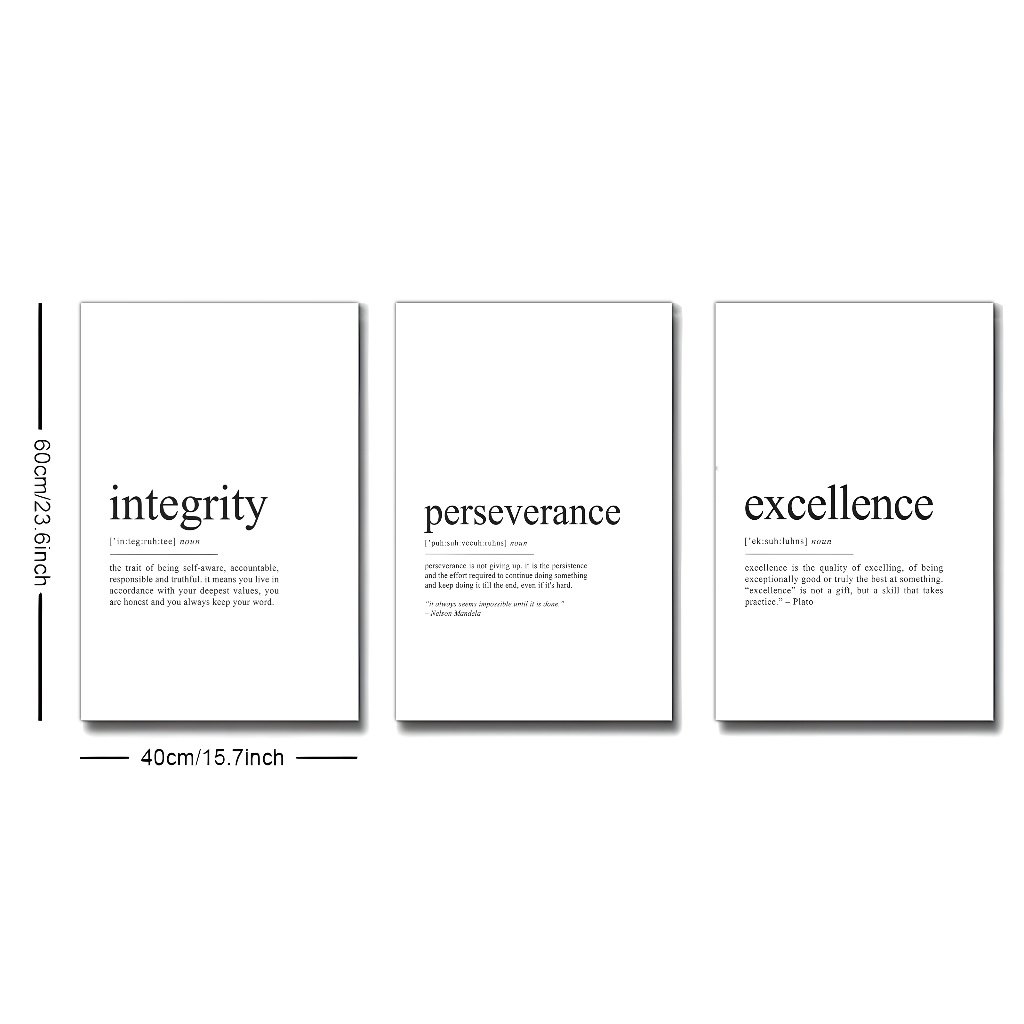 60cm/23.6inch
integrity
['in:teg:ruh:tee] noun
the trait of being self-aware, accountable,
responsible and truthful. it means you live in
accordance with your deepest values, you
are honest and you always keep your word.
perseverance
['puh:suh:veeuh:ruhns] noun
perseverance is not giving up. it is the persistence
and the effort required to continue doing something
and keep doing it till the end, even if it's hard.
"it always seems impossible until it is done."
–Nelson Mandela
excellence
['ek:suh:luhns] noun
excellence is the quality of excelling, of being
exceptionally good or truly the best at something.
"excellence" is not a gift, but a skill that takes
practice." – Plato
40cm/15.7inch